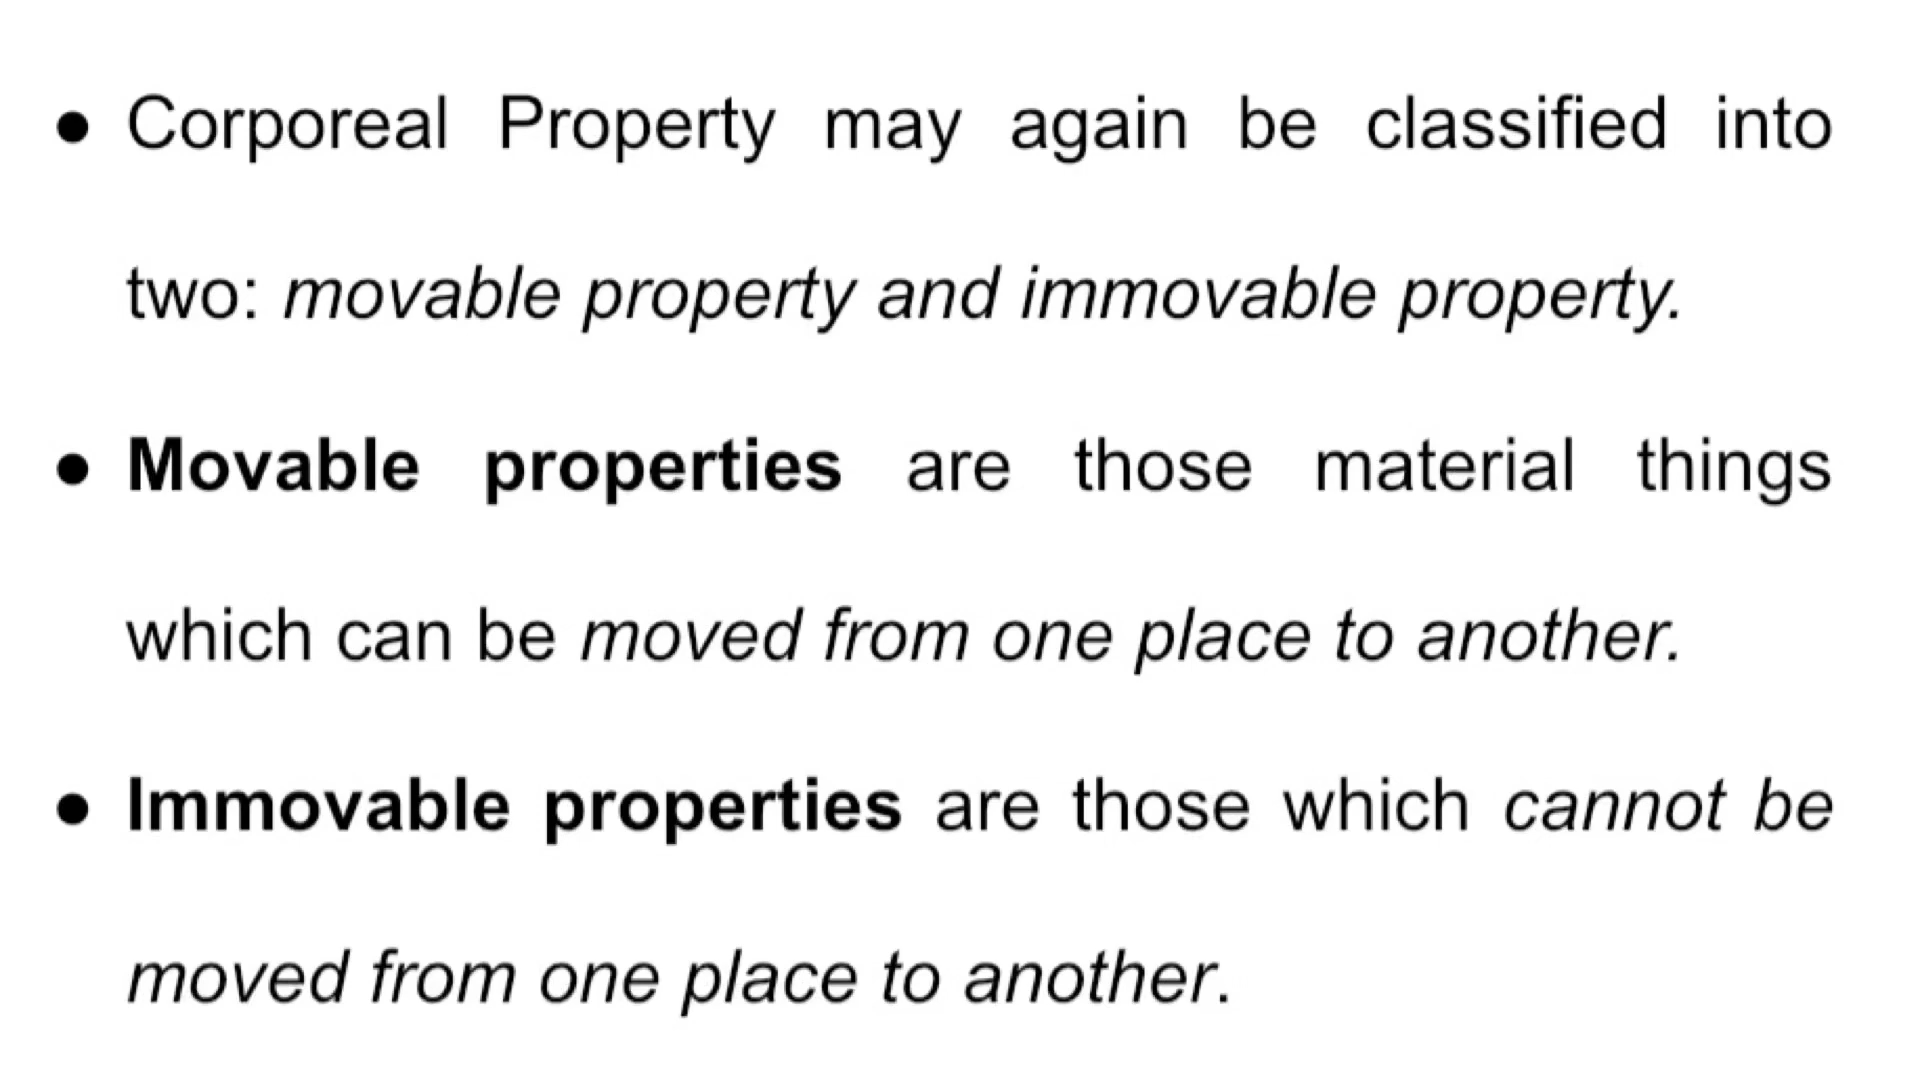 ● Corporeal Property may again be classified into
two: movable property and immovable property.
● Movable properties are those material things
which can be moved from one place to another.
● Immovable properties are those which cannot be
moved from one place to another.